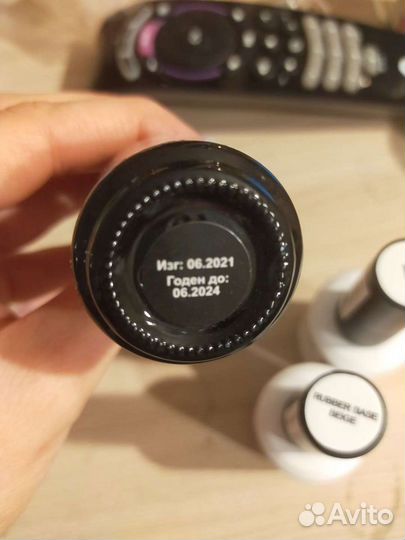 Изг: 06.2021
Годен до:
06.2024
RUBBER BASE
BEIGE
Avito